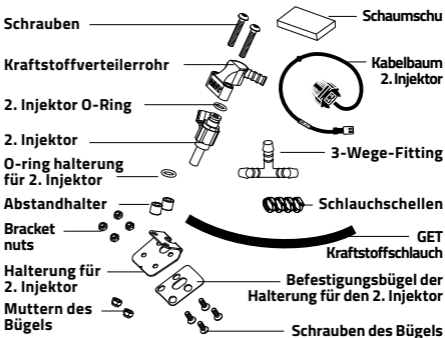 Schrauben
Kraftstoffverteilerrohr
2. Injektor O-Ring
2. Injektor
O-ring halterung
für 2. Injektor
Abstandhalter
Bracket
nuts
Halterung für
2. Injektor
Muttern des
Bügels
Schaumschu
Kabelbaum
2. Injektor
3-Wege-Fitting
Schlauchschellen
GET
Kraftstoffschlauch
Befestigungsbügel der
Halterung für den 2. Injektor
Schrauben des Bügels